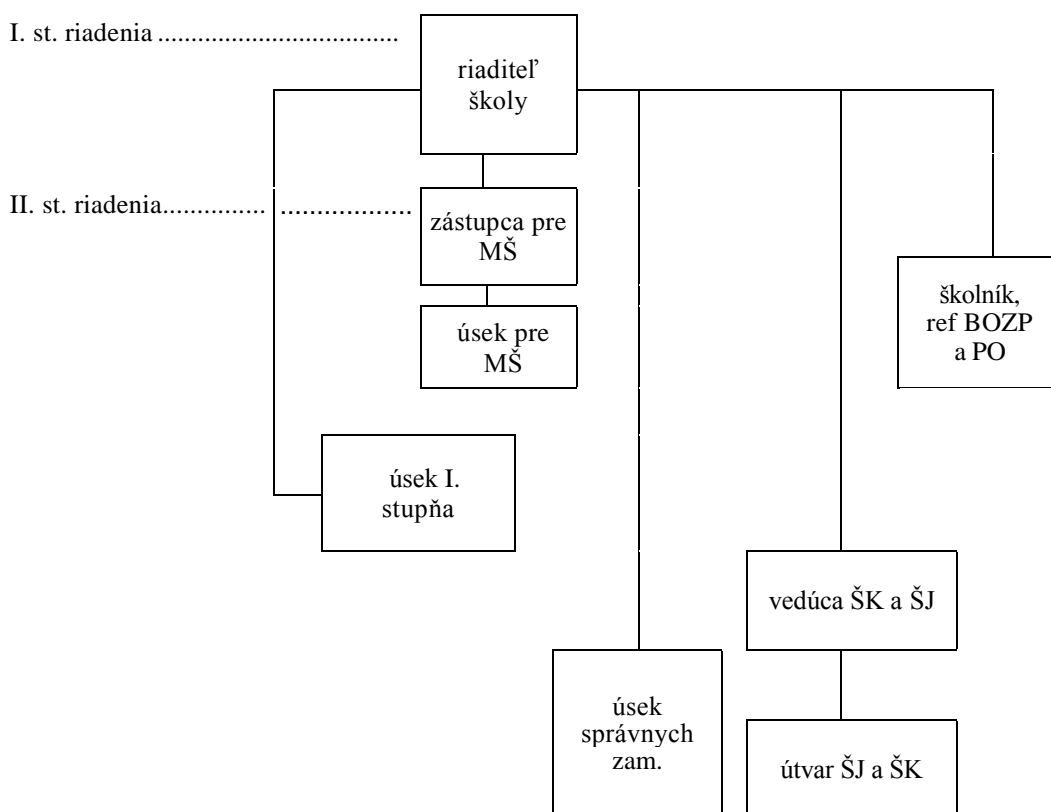 I. st. riadenia ......................................
riaditeľ
školy
II. st. riadenia................ ...................
zástupca pre
MŠ
školník,
ref BOZP
a PO
úsek pre
MŠ
úsek I.
stupňa
vedúca ŠK a ŠJ
úsek
správnych
zam.
útvar ŠJ a ŠK